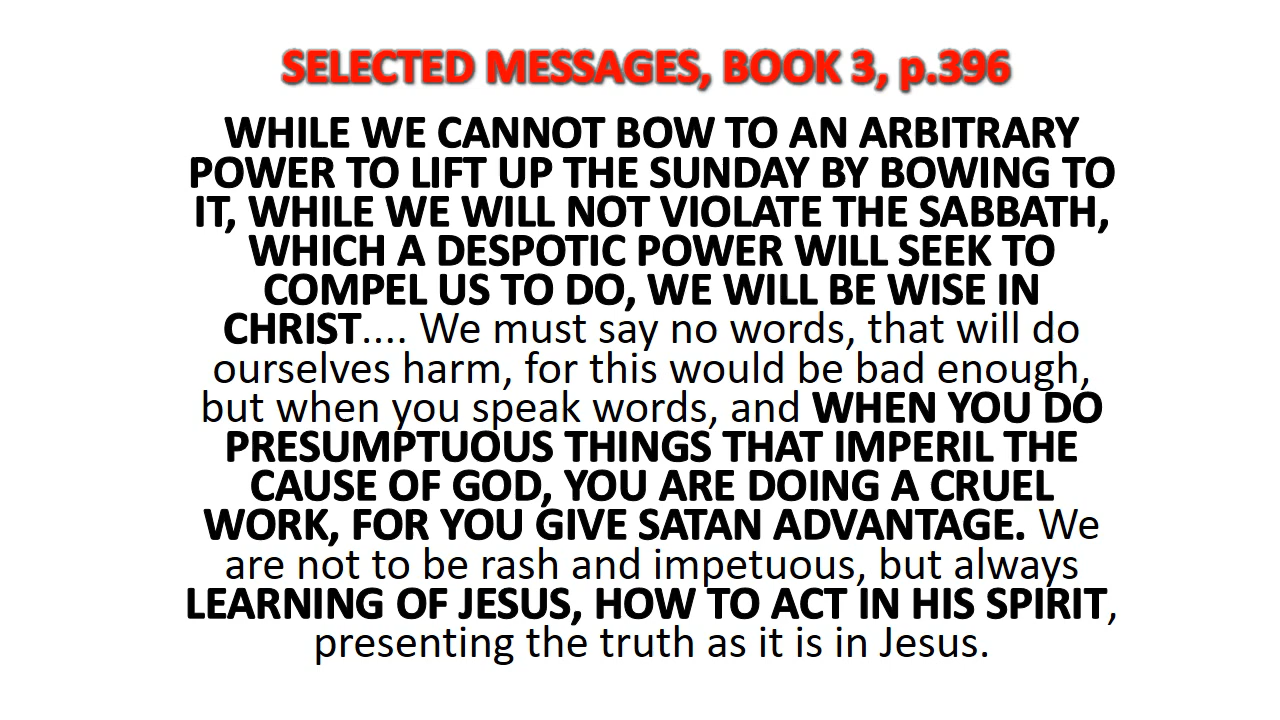 SELECTED MESSAGES, BOOK 3, p.396
WHILE WE CANNOT BOW TO AN ARBITRARY
POWER TO LIFT UP THE SUNDAY BY BOWING TO
IT, WHILE WE WILL NOT VIOLATE THE SABBATH,
WHICH A DESPOTIC POWER WILL SEEK TO
COMPEL US TO DO, WE WILL BE WISE IN
CHRIST.... We must say no words, that will do
ourselves harm, for this would be bad enough,
but when you speak words, and WHEN YOU DO
PRESUMPTUOUS THINGS THAT IMPERIL THE
CAUSE OF GOD, YOU ARE DOING A CRUEL
WORK, FOR YOU GIVE SATAN ADVANTAGE. We
are not to be rash and impetuous, but always
LEARNING OF JESUS, HOW TO ACT IN HIS SPIRIT,
presenting the truth as it is in Jesus.